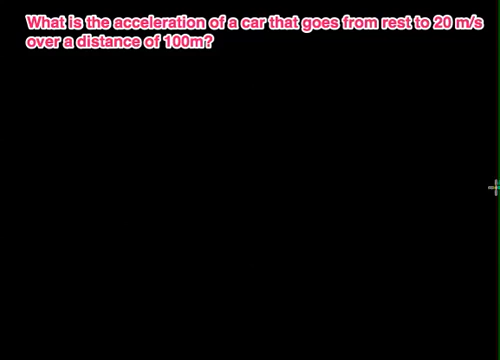 What is the acceleration of a car that goes from rest to 20 m/s
over a distance of 100m?